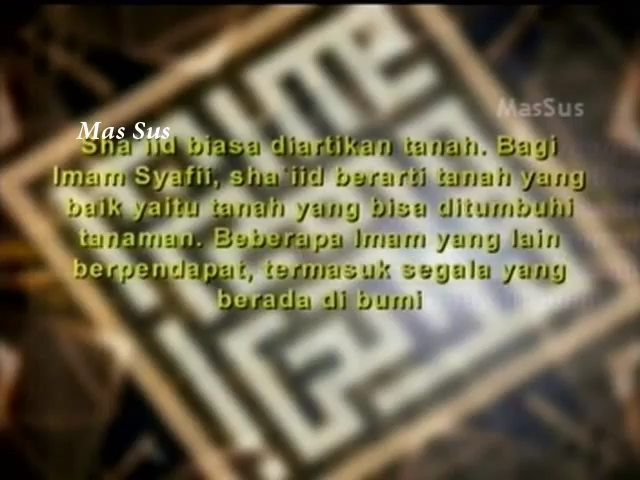 MasSus
Mas Sus
Sha`iid biasa diartikan tanah. Bagi
Imam Syafii, sha`iid berarti tanah yang
baik yaitu tanah yang bisa ditumbuhi
tanaman. Beberapa Imam yang lain
berpendapat, termasuk segala yang
berada di bumi